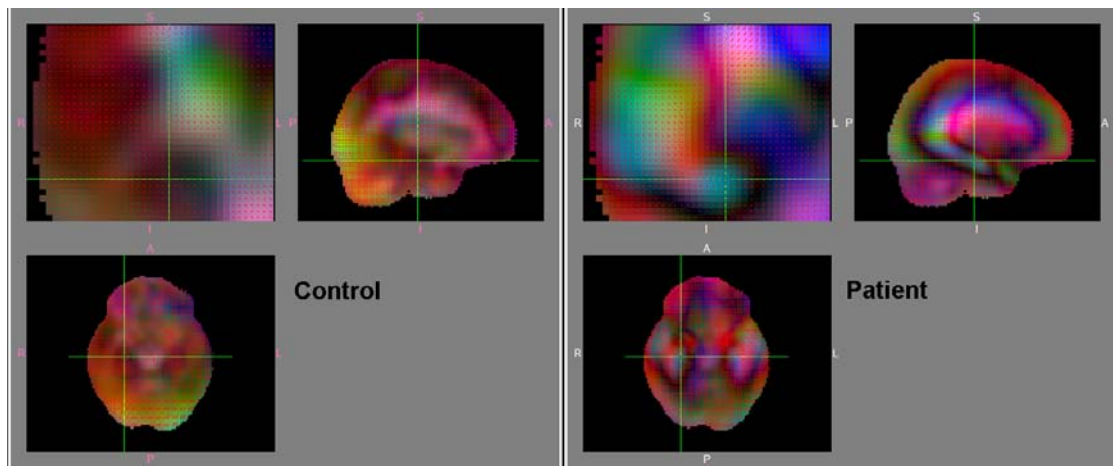 S S S S
R L P A R L P A
I I I I
A A
Control Patient
R L R L
P P